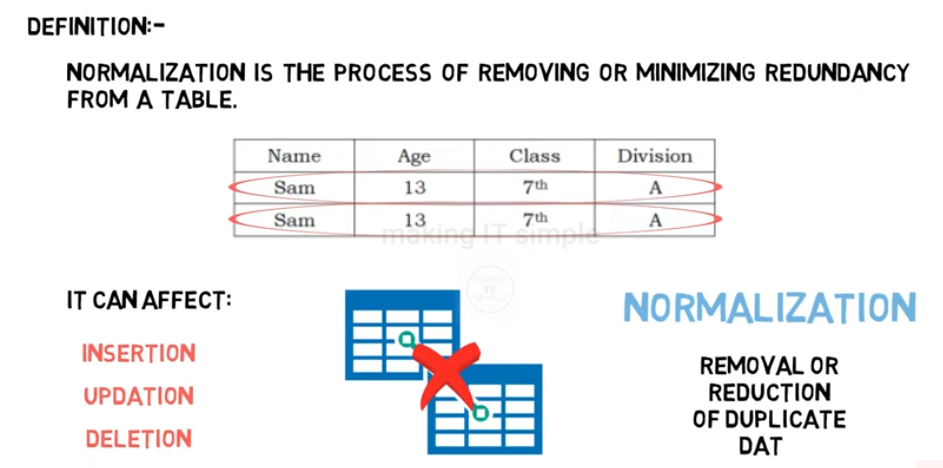 DEFINITION:-
NORMALIZATION IS THE PROCESS OF REMOVING OR MINIMIZING REDUNDANCY
FROM A TABLE.
Name Age Class Division
Sam 13 7th A
Sam 13 7th A
making IT simple
IT CAN AFFECT:
INSERTION
UPDATION
DELETION
NORMALIZATION
REMOVAL OR
REDUCTION
OF DUPLICATE
DAT